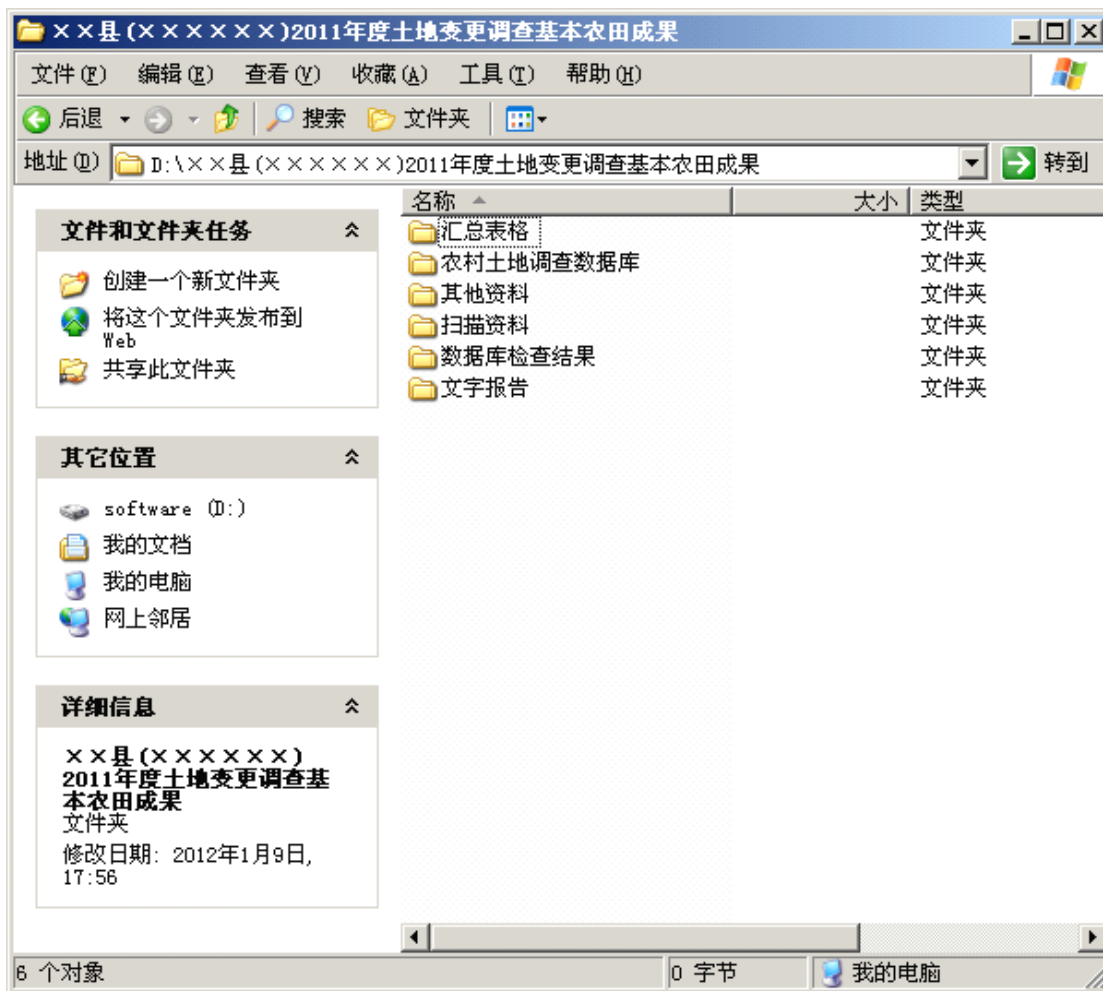 ××县(××××××)2011年度土地变更调查基本农田成果
文件(F) 编辑(E) 查看(V) 收藏(A) 工具(T) 帮助(H)
后退 搜索 文件夹
地址(D) D:\××县(××××××)2011年度土地变更调查基本农田成果 转到
文件和文件夹任务
创建一个新文件夹
将这个文件夹发布到
Web
共享此文件夹
其它位置
software (D:)
我的文档
我的电脑
网上邻居
详细信息
××县(××××××)
2011年度土地变更调查基
本农田成果
文件夹
修改日期: 2012年1月9日,
17:56
名称 大小 类型
汇总表格 文件夹
农村土地调查数据库 文件夹
其他资料 文件夹
扫描资料 文件夹
数据库检查结果 文件夹
文字报告 文件夹
6 个对象 0 字节 我的电脑